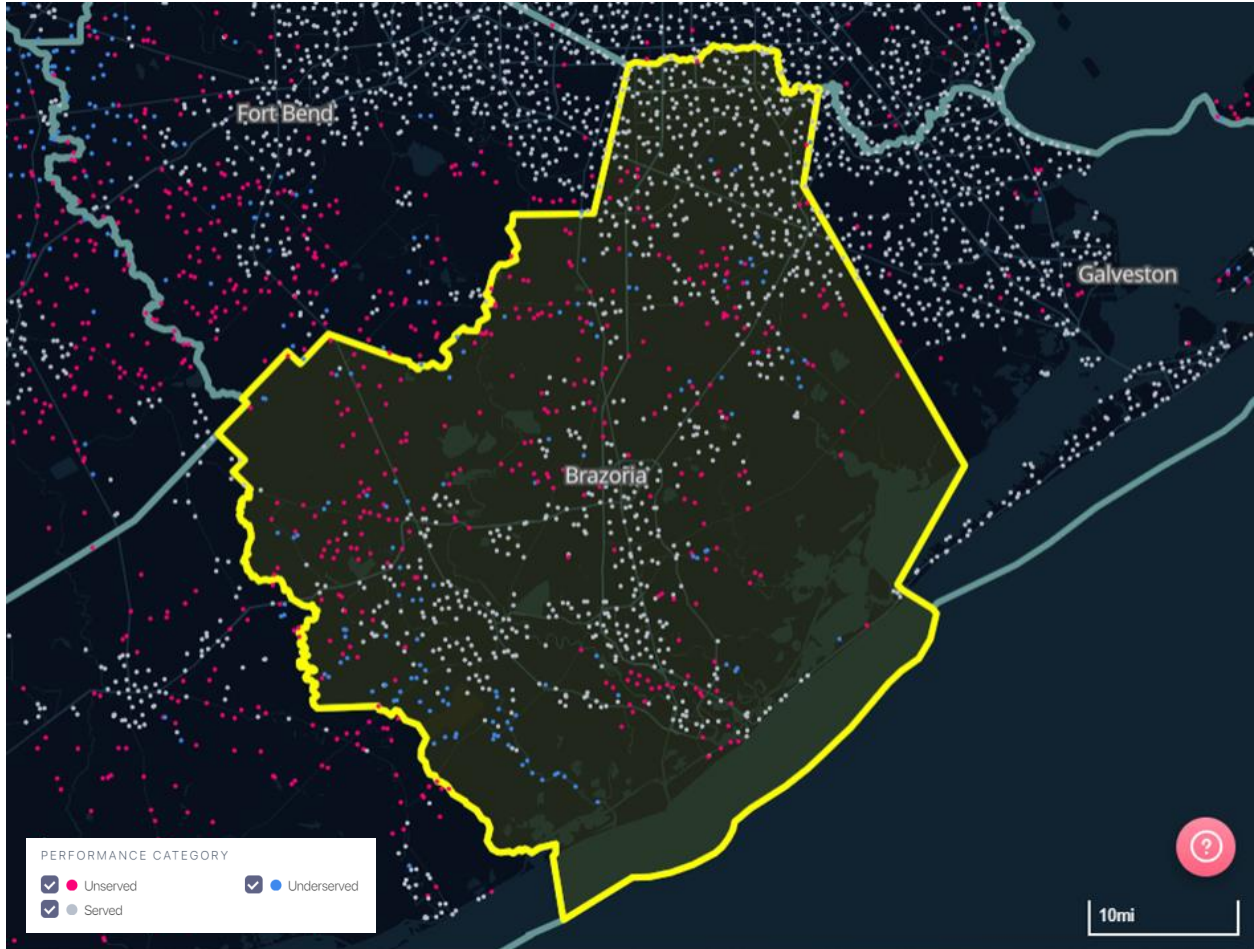 Fort Bend
Galveston
Brazoria
PERFORMANCE CATEGORY
Unserved
Underserved
Served
?
10mi